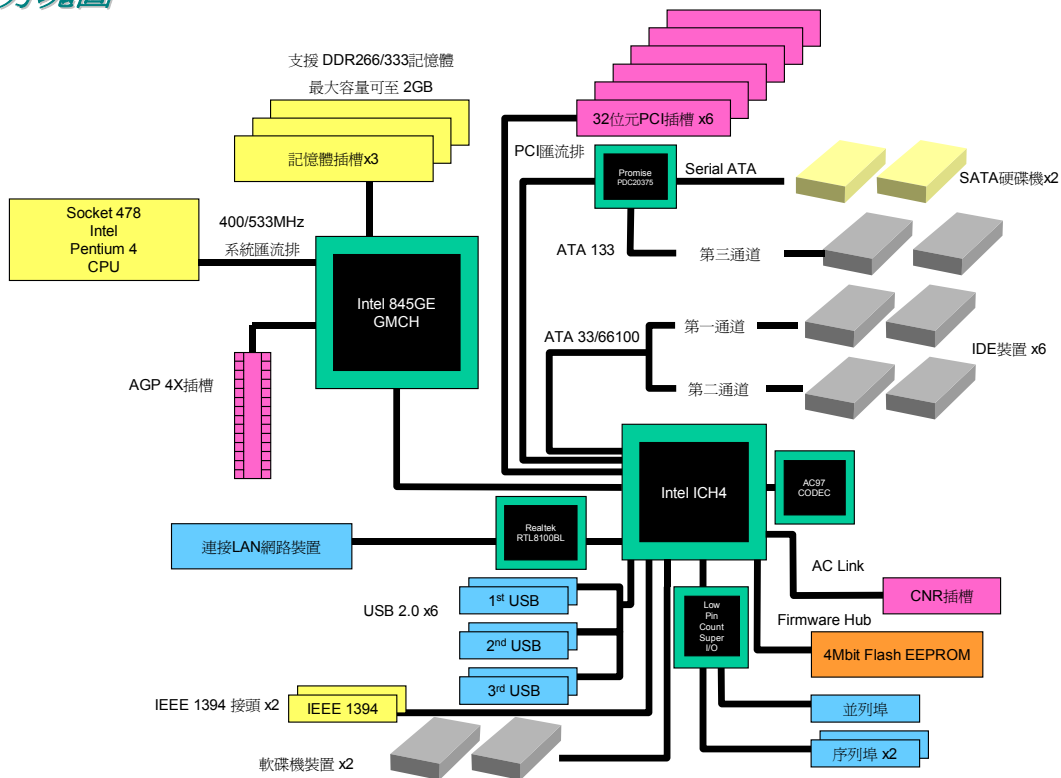 方塊圖
支援 DDR266/333記憶體
最大容量可至 2GB
記憶體插槽x3
32位元PCI插槽 x6
PCI匯流排
Promise
PDC20375
Serial ATA
SATA硬碟機x2
Socket 478
Intel
Pentium 4
CPU
400/533MHz
系統匯流排
ATA 133
第三通道
Intel 845GE
GMCH
ATA 33/66100
第一通道
IDE裝置 x6
AGP 4X插槽
第二通道
Intel ICH4
AC97
CODEC
Realtek
RTL8100BL
連接LAN網路裝置
AC Link
CNR插槽
USB 2.0 x6
1st USB
2nd USB
3rd USB
Low
Pin
Count
Super
I/O
Firmware Hub
4Mbit Flash EEPROM
IEEE 1394 接頭 x2
IEEE 1394
並列埠
軟碟機裝置 x2
序列埠 x2